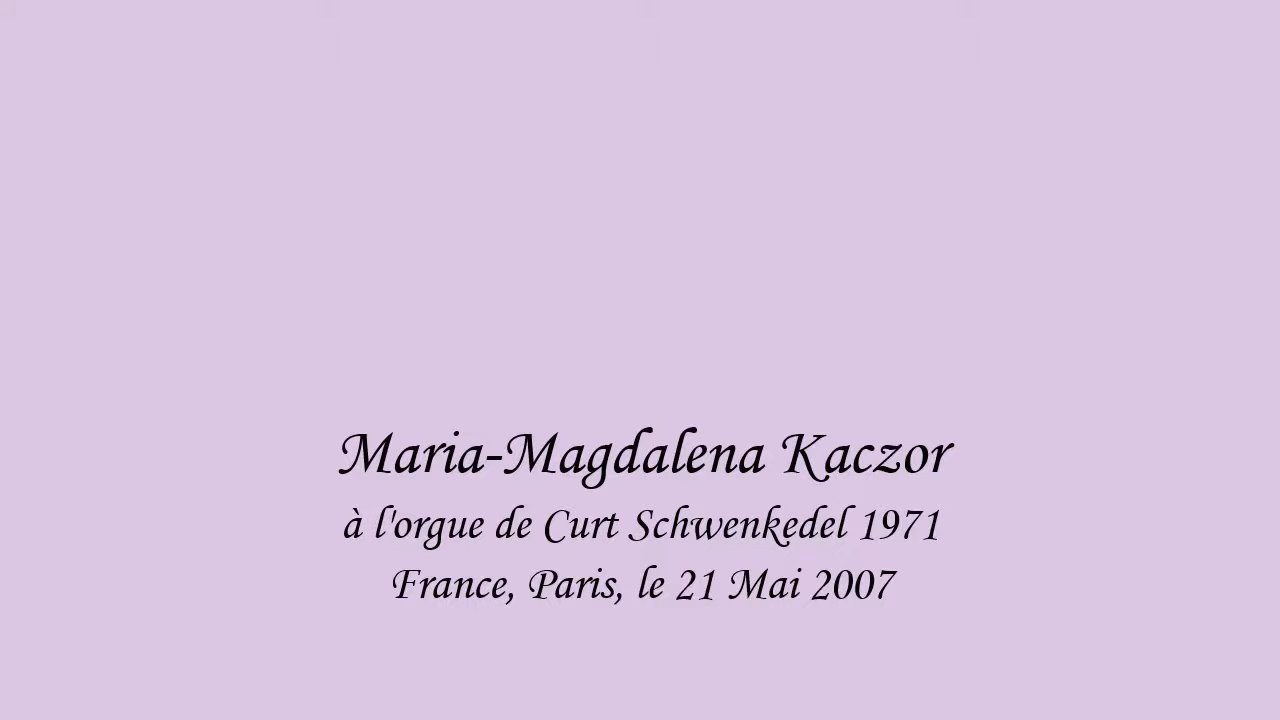 Maria-Magdalena Kaczor
à l'orgue de Curt Schwenkedel 1971
France, Paris, le 21 Mai 2007